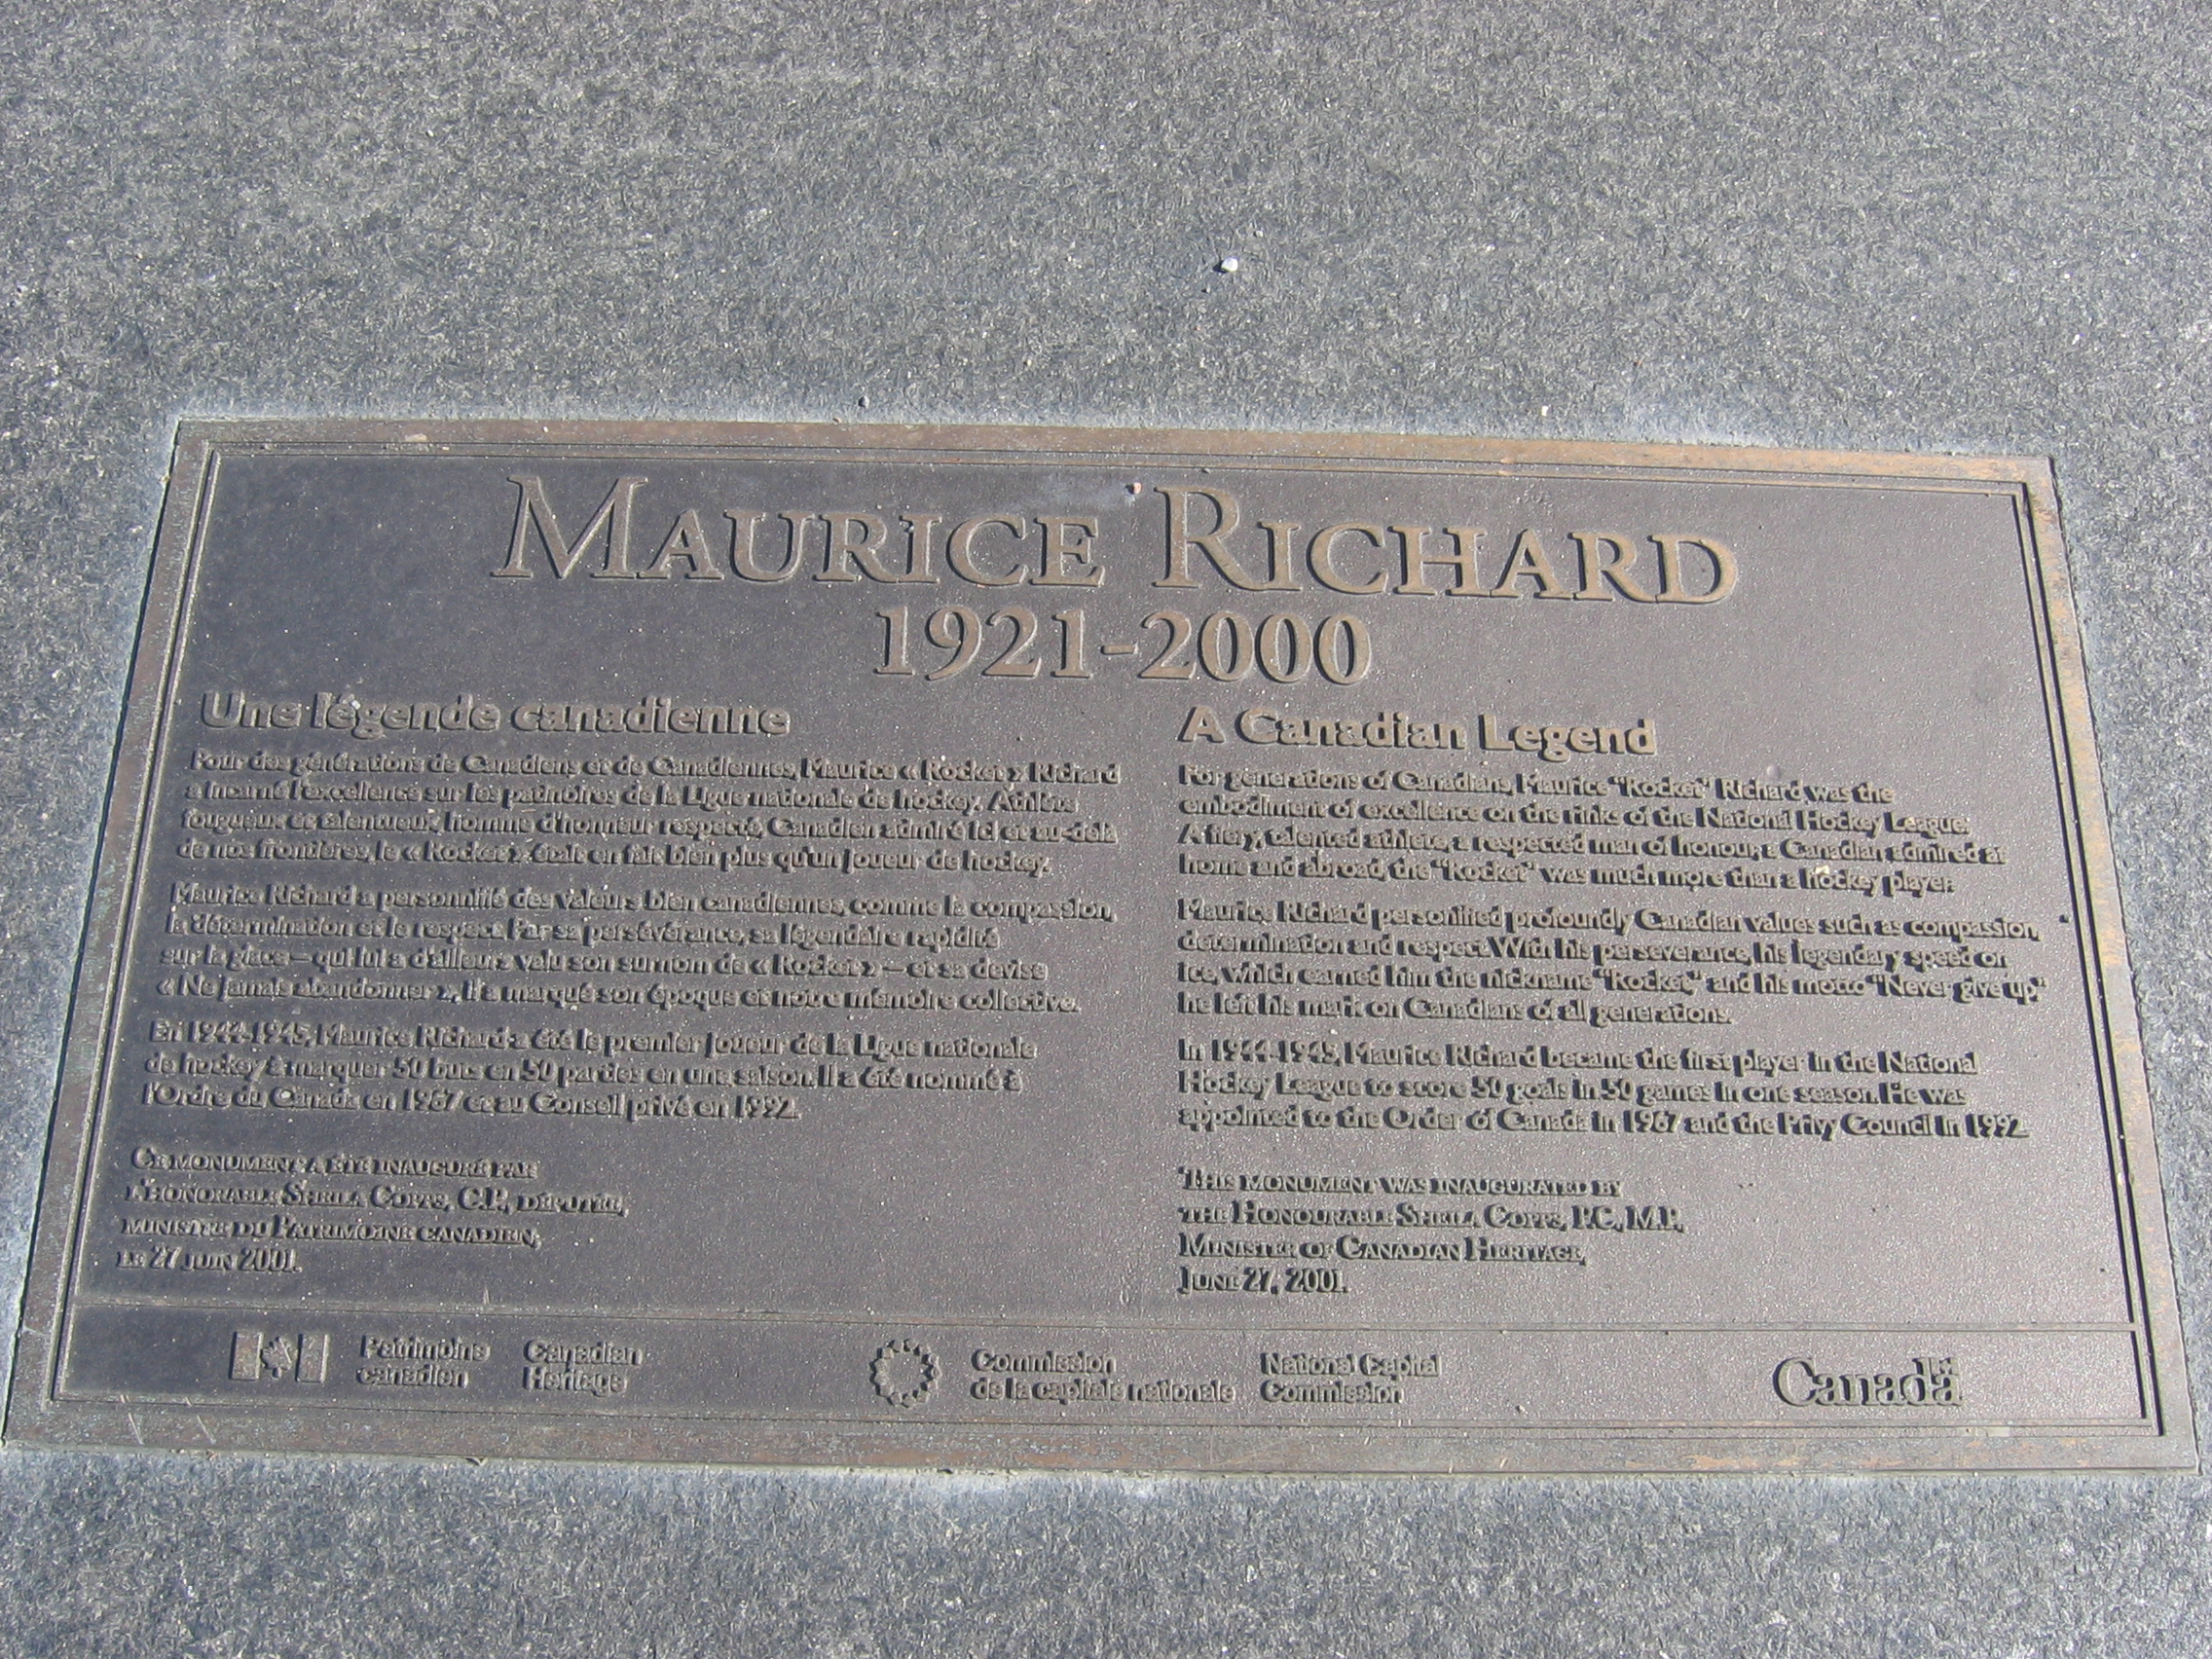 MAURICE RICHARD
1921-2000
Une légende canadienne
Pour des générations de Canadiens et de Canadiennes, Maurice « Rocket » Richard
a incarné l'excellence sur les patinoires de la Ligue nationale de hockey. Athlète
fougueux et talentueux, homme d'honneur respecté, Canadien admiré ici et au-delà
de nos frontières, le « Rocket » était en fait bien plus qu'un joueur de hockey.
Maurice Richard a personnifié des valeurs bien canadiennes, comme la compassion,
la détermination et le respect. Par sa persévérance, sa légendaire rapidité
sur la glace – qui lui a d'ailleurs valu son surnom de « Rocket » – et sa devise
« Ne jamais abandonner », il a marqué son époque et notre mémoire collective.
En 1944-1945, Maurice Richard a été le premier joueur de la Ligue nationale
de hockey à marquer 50 buts en 50 parties en une saison. Il a été nommé à
l'Ordre du Canada en 1967 et au Conseil privé en 1992.
CE MONUMENT A ÉTÉ INAUGURÉ PAR
L'HONORABLE SHEILA COPPS, C.P., DÉPUTÉE,
MINISTRE DU PATRIMOINE CANADIEN,
LE 27 JUIN 2001.
A Canadian Legend
For generations of Canadians, Maurice "Rocket" Richard was the
embodiment of excellence on the rinks of the National Hockey League.
A fiery, talented athlete, a respected man of honour, a Canadian admired at
home and abroad, the "Rocket" was much more than a hockey player.
Maurice Richard personified profoundly Canadian values such as compassion,
determination and respect. With his perseverance, his legendary speed on
ice, which earned him the nickname "Rocket" and his motto "Never give up,"
he left his mark on Canadians of all generations.
In 1944-1945, Maurice Richard became the first player in the National
Hockey League to score 50 goals in 50 games in one season. He was
appointed to the Order of Canada in 1967 and the Privy Council in 1992.
THIS MONUMENT WAS INAUGURATED BY
THE HONOURABLE SHEILA COPPS, P.C., M.P.,
MINISTER OF CANADIAN HERITAGE,
JUNE 27, 2001.
Patrimoine canadien
Canadian Heritage
Commission
de la capitale nationale
National Capital
Commission
Canada